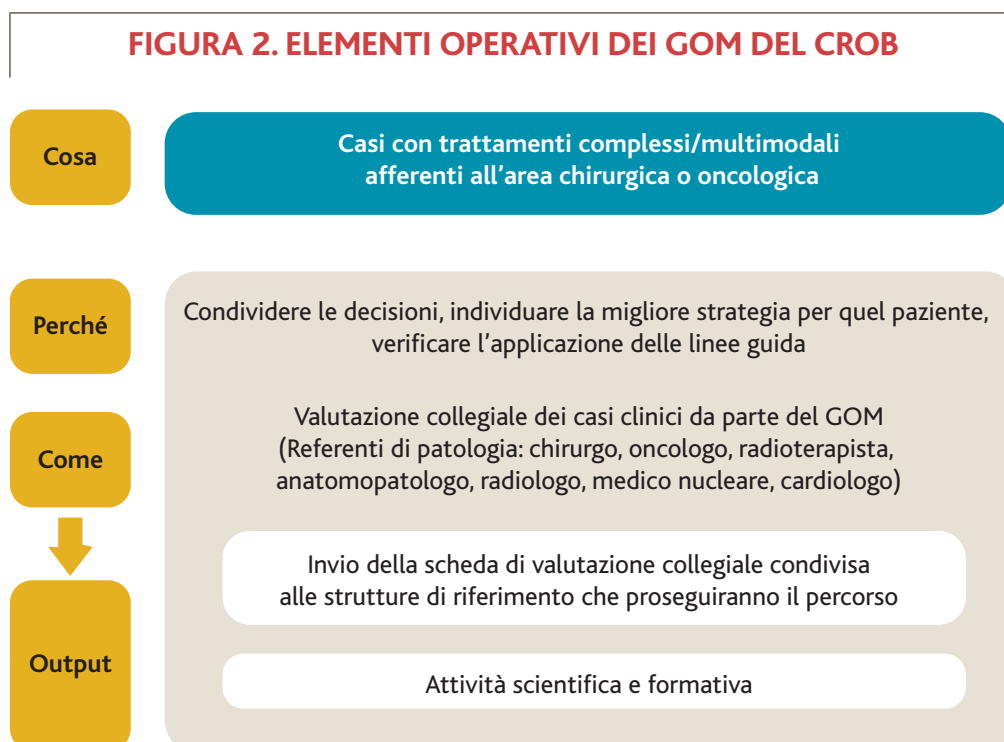 FIGURA 2. ELEMENTI OPERATIVI DEI GOM DEL CROB
Cosa
Casi con trattamenti complessi/multimodali
afferenti all’area chirurgica o oncologica
Perché
Condividere le decisioni, individuare la migliore strategia per quel paziente,
verificare l’applicazione delle linee guida
Come
Valutazione collegiale dei casi clinici da parte del GOM
(Referenti di patologia: chirurgo, oncologo, radioterapista,
anatomopatologo, radiologo, medico nucleare, cardiologo)
Output
Invio della scheda di valutazione collegiale condivisa
alle strutture di riferimento che proseguiranno il percorso
Attività scientifica e formativa